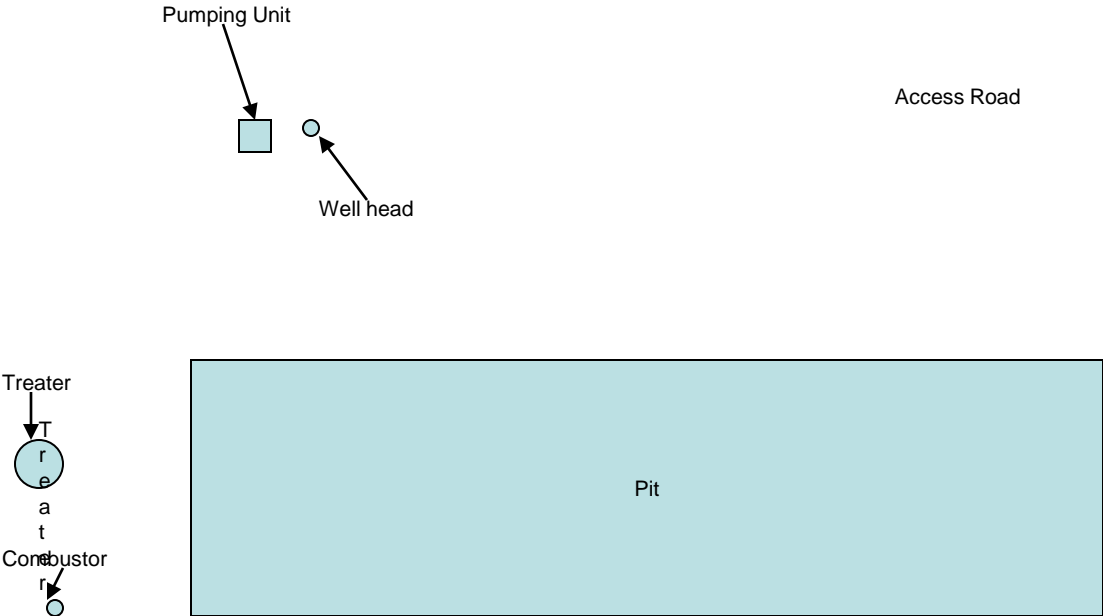 Pumping Unit
Access Road
Well head
Treater
T
r
e
a
t
e
r
Pit
Combustor